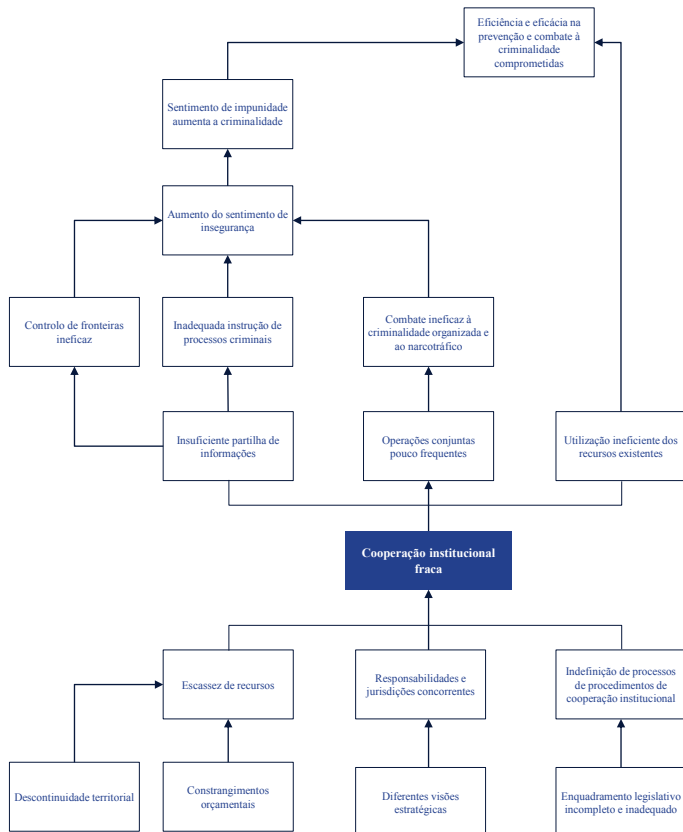 Eficiência e eficácia na
prevenção e combate à
criminalidade
comprometidas
Sentimento de impunidade
aumenta a criminalidade
Aumento do sentimento de
insegurança
Controlo de fronteiras
ineficaz
Inadequada instrução de
processos criminais
Combate ineficaz à
criminalidade organizada e
ao narcotráfico
Insuficiente partilha de
informações
Operações conjuntas
pouco frequentes
Utilização ineficiente dos
recursos existentes
Cooperação institucional
fraca
Escassez de recursos
Responsabilidades e
jurisdições concorrentes
Indefinição de processos
de procedimentos de
cooperação institucional
Descontinuidade territorial
Constrangimentos
orçamentais
Diferentes visões
estratégicas
Enquadramento legislativo
incompleto e inadequado